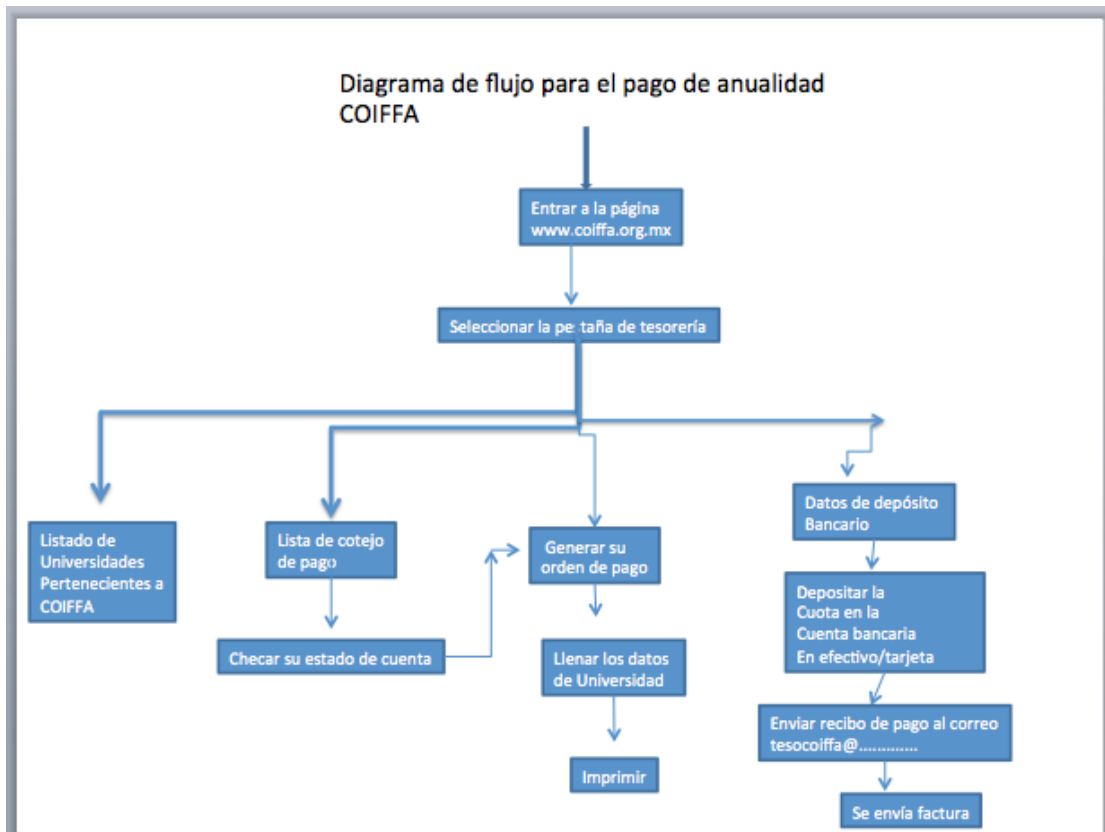 Diagrama de flujo para el pago de anualidad
COIFFA
Entrar a la página
www.coiffa.org.mx
Seleccionar la pestaña de tesorería
Listado de
Universidades
Pertenecientes a
COIFFA
Lista de cotejo
de pago
Checar su estado de cuenta
Generar su
orden de pago
Llenar los datos
de Universidad
Imprimir
Datos de depósito
Bancario
Depositar la
Cuota en la
Cuenta bancaria
En efectivo/tarjeta
Enviar recibo de pago al correo
tesocoiffa@.............
Se envía factura